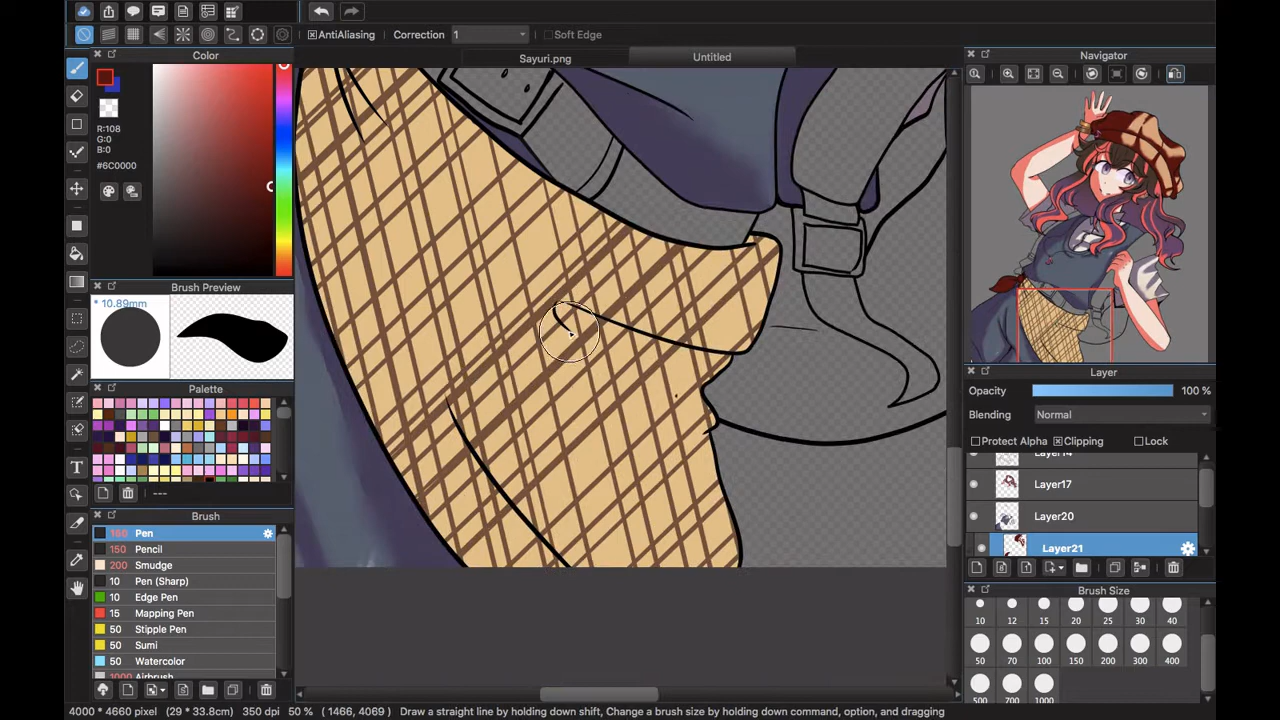 AntiAliasing Correction 1 Soft Edge
Sayuri.png Untitled
Color
R:108
G:0
B:0
#6C0000
Brush Preview
* 10.89mm
Palette
---
Brush
Pen
150 Pencil
200 Smudge
10 Pen (Sharp)
10 Edge Pen
15 Mapping Pen
50 Stipple Pen
50 Sumi
50 Watercolor
1000 Airbrush
Navigator
Layer
Opacity 100 %
Blending Normal
Protect Alpha Clipping Lock
Layer14
Layer17
Layer20
Layer21
Brush Size
10 12 15 20 25 30 40
50 70 100 150 200 300 400
500 700 1000
4000 * 4660 pixel (29 * 33.8cm) 350 dpi 50 % ( 1466, 4069 ) Draw a straight line by holding down shift, Change a brush size by holding down command, option, and dragging